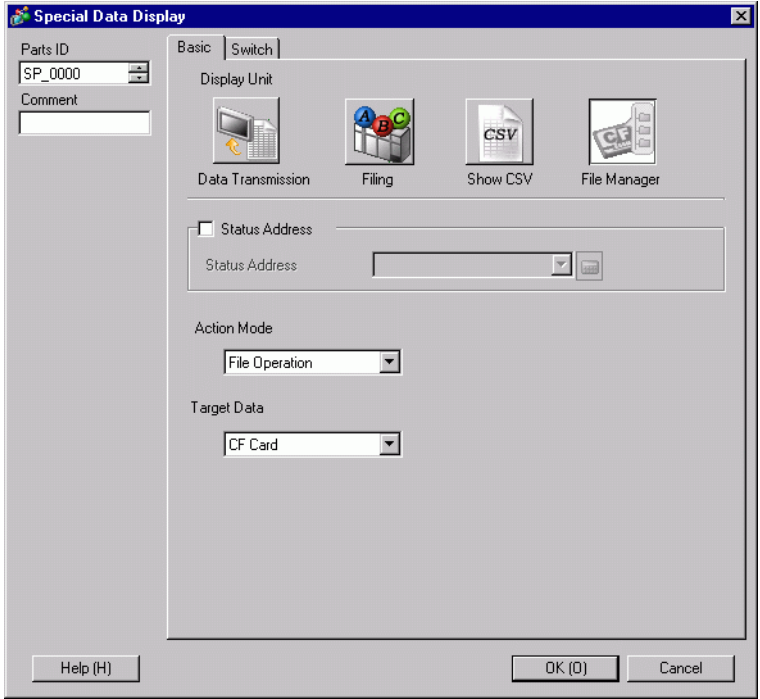 Special Data Display
Parts ID
SP_0000
Comment
Basic
Switch
Display Unit
A
B
C
CSV
CF
Data Transmission
Filing
Show CSV
File Manager
Status Address
Status Address
Action Mode
File Operation
Target Data
CF Card
Help (H)
OK (O)
Cancel